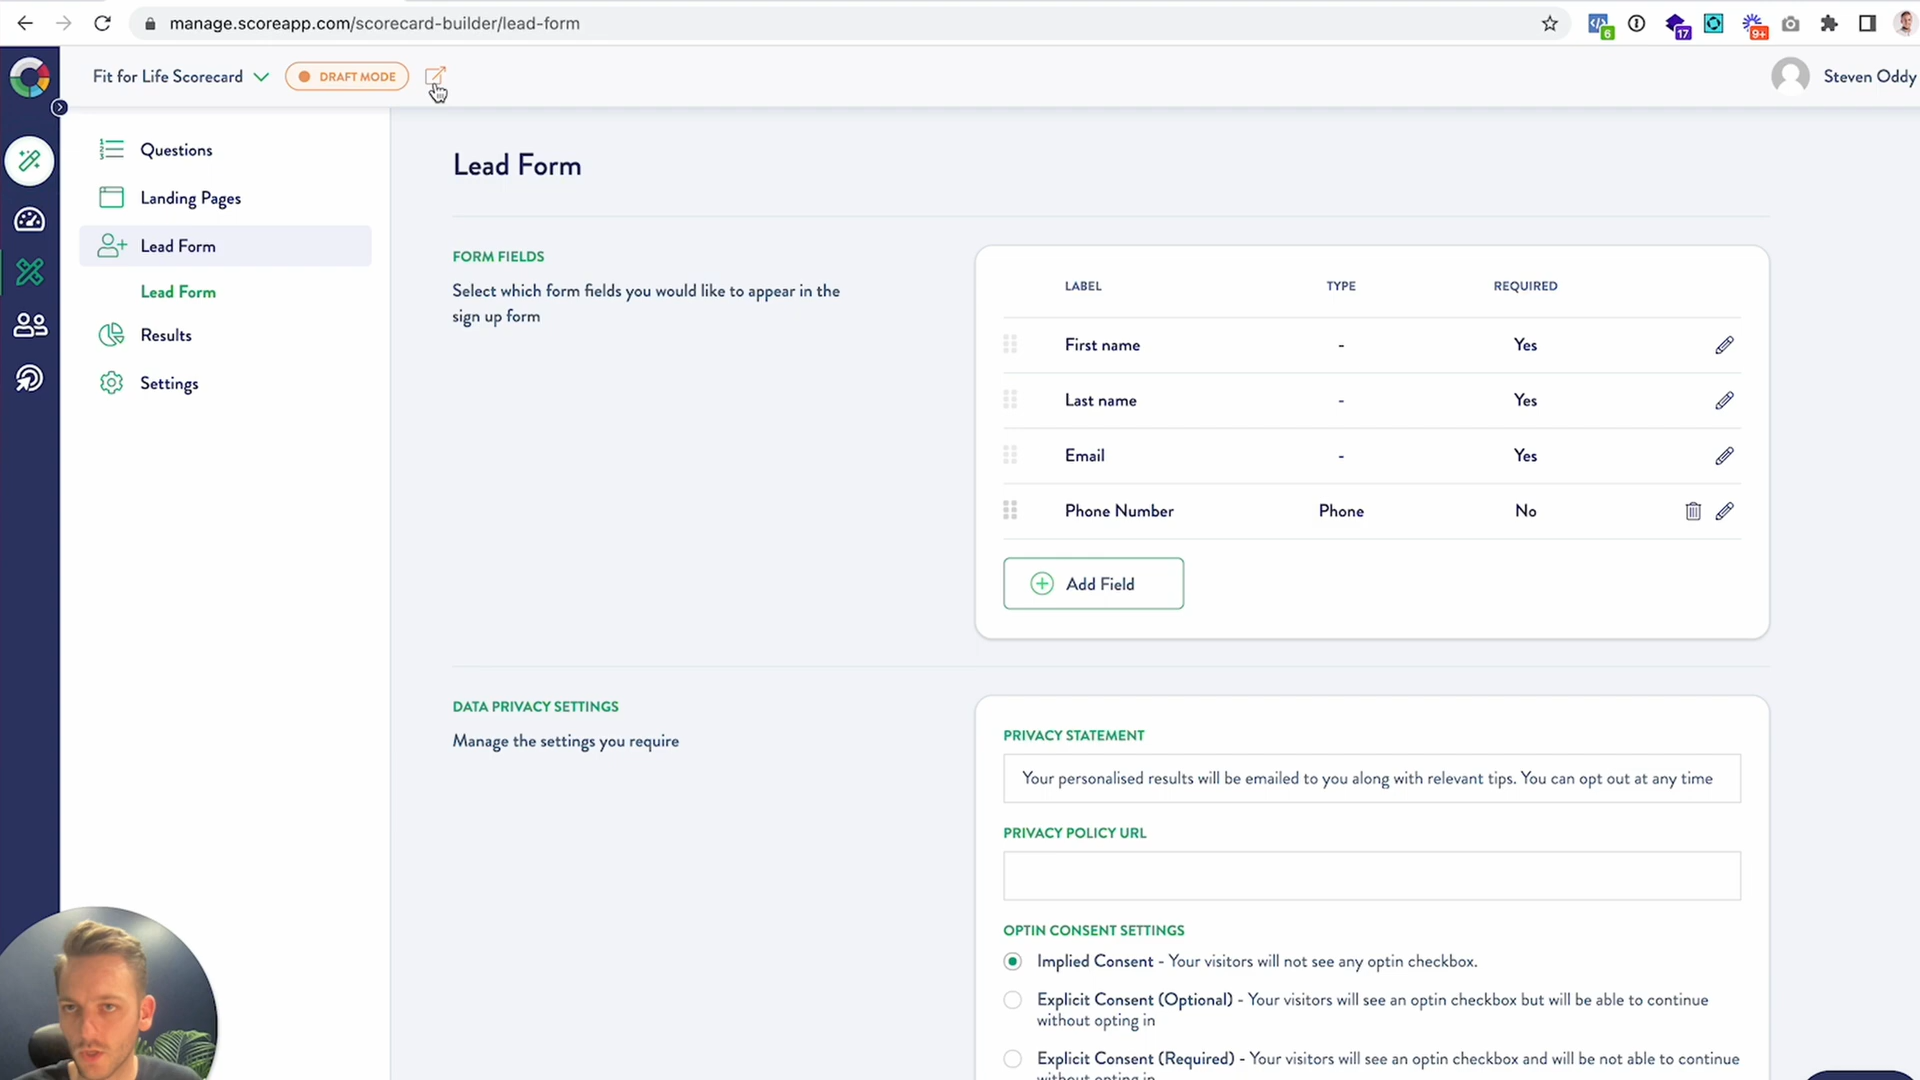 manage.scoreapp.com/scorecard-builder/lead-form
6
17
9+
Fit for Life Scorecard
DRAFT MODE
Steven Oddy
Questions
Landing Pages
Lead Form
Lead Form
Results
Settings
Lead Form
FORM FIELDS
Select which form fields you would like to appear in the
sign up form
LABEL TYPE REQUIRED
First name - Yes
Last name - Yes
Email - Yes
Phone Number Phone No
Add Field
DATA PRIVACY SETTINGS
Manage the settings you require
PRIVACY STATEMENT
Your personalised results will be emailed to you along with relevant tips. You can opt out at any time
PRIVACY POLICY URL
OPTIN CONSENT SETTINGS
Implied Consent - Your visitors will not see any optin checkbox.
Explicit Consent (Optional) - Your visitors will see an optin checkbox but will be able to continue
without opting in
Explicit Consent (Required) - Your visitors will see an optin checkbox and will be not able to continue
without opting in